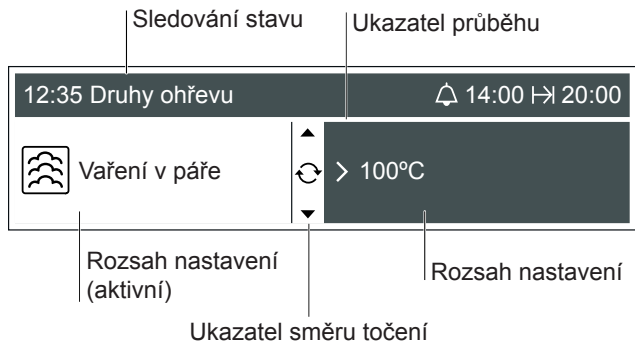 Sledování stavu
Ukazatel průběhu
12:35 Druhy ohřevu 14:00 20:00
Vaření v páře 100ºC
Rozsah nastavení
(aktivní)
Rozsah nastavení
Ukazatel směru točení